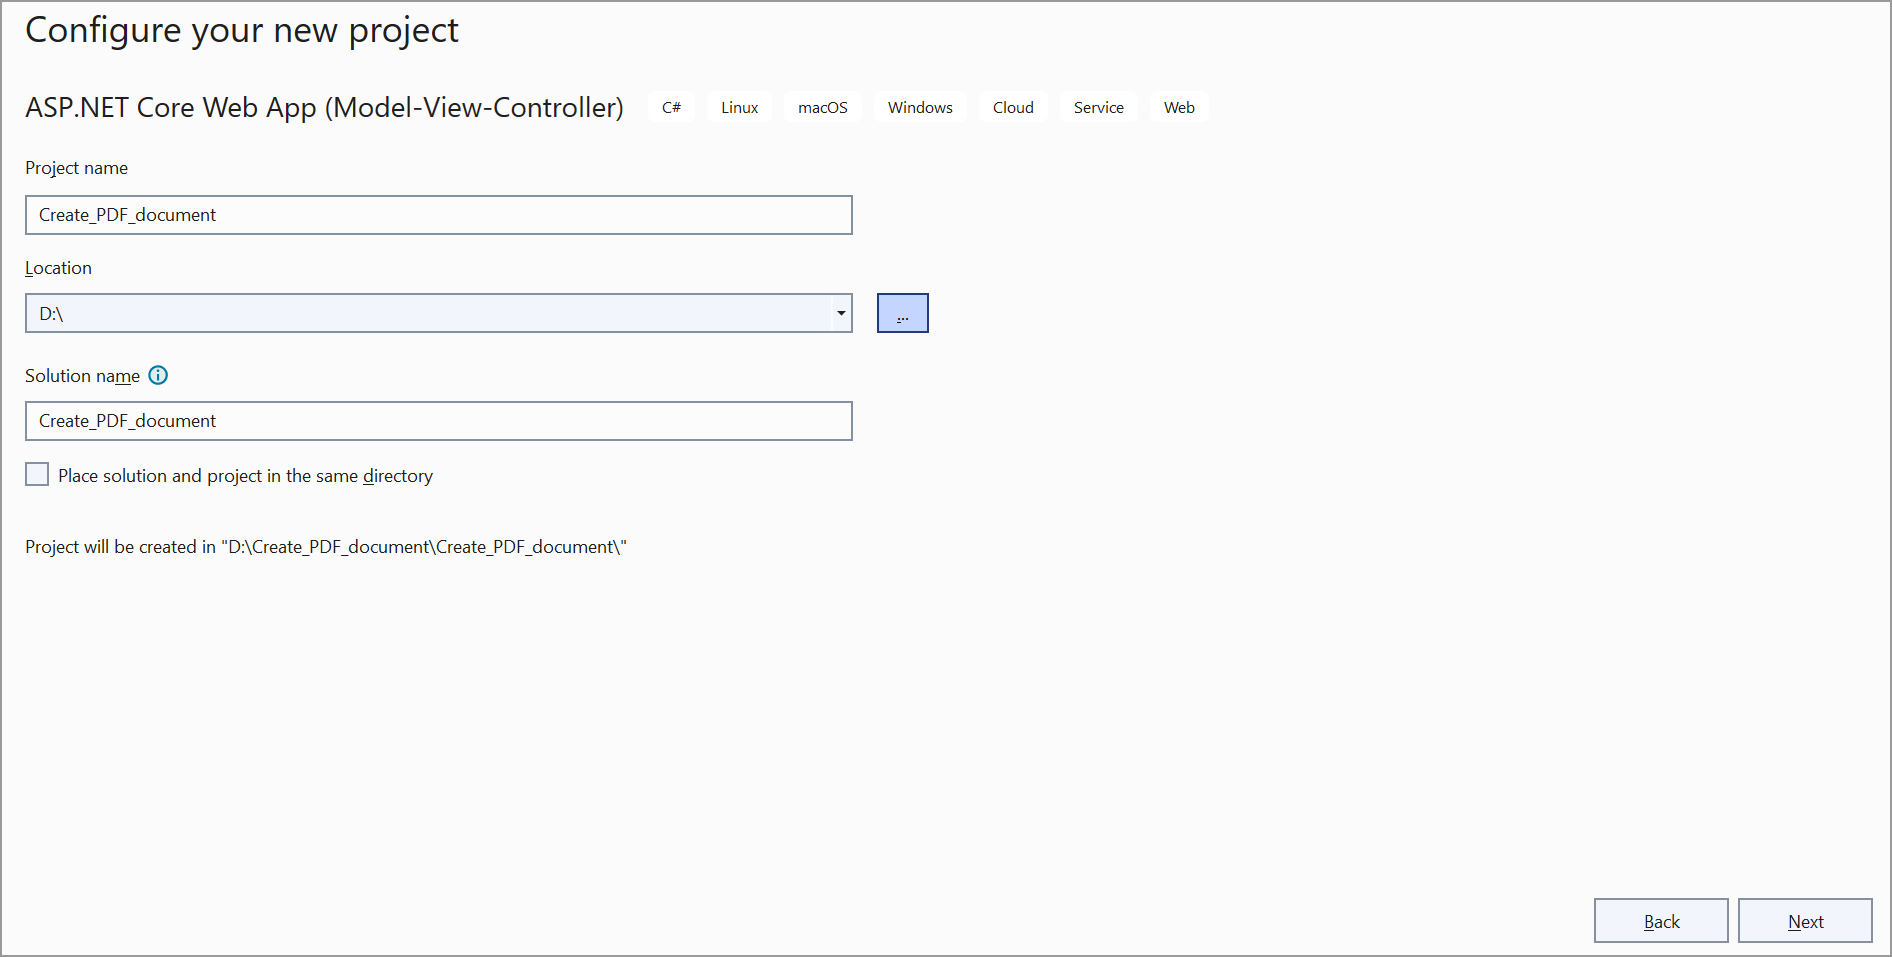 Configure your new project
ASP.NET Core Web App (Model-View-Controller) C# Linux macOS Windows Cloud Service Web
Project name
Create_PDF_document
Location
D:\
...
Solution name
Create_PDF_document
Place solution and project in the same directory
Project will be created in "D:\Create_PDF_document\Create_PDF_document\"
Back Next